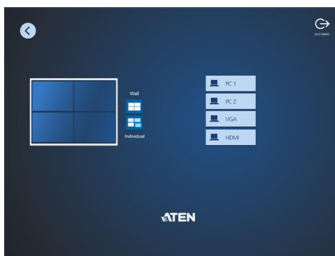 Wall
Individual
PC 1
PC 2
VGA
HDMI
ATEN